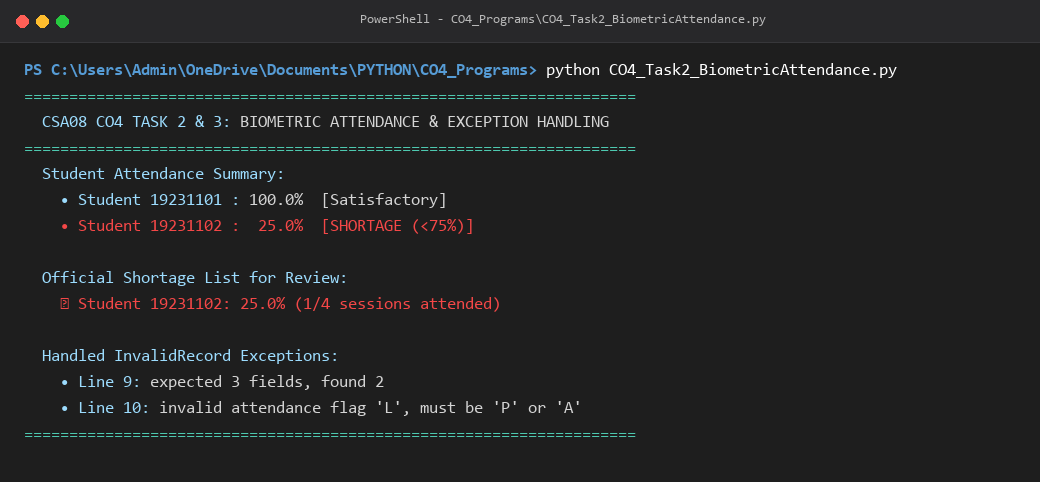 PowerShell - CO4_Programs\CO4_Task2_BiometricAttendance.py
PS C:\Users\Admin\OneDrive\Documents\PYTHON\CO4_Programs> python CO4_Task2_BiometricAttendance.py
====================================================================
CSA08 CO4 TASK 2 & 3: BIOMETRIC ATTENDANCE & EXCEPTION HANDLING
====================================================================
Student Attendance Summary:
• Student 19231101 : 100.0%  [Satisfactory]
• Student 19231102 :  25.0%  [SHORTAGE (<75%)]
Official Shortage List for Review:
Student 19231102: 25.0% (1/4 sessions attended)
Handled InvalidRecord Exceptions:
• Line 9: expected 3 fields, found 2
• Line 10: invalid attendance flag 'L', must be 'P' or 'A'
====================================================================